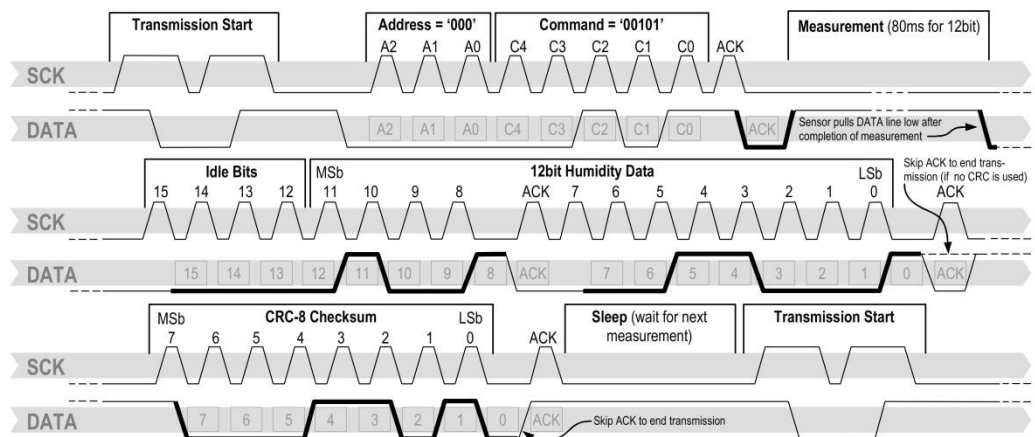 Transmission Start Address = '000' Command = '00101' Measurement (80ms for 12bit)
A2 A1 A0 C4 C3 C2 C1 C0 ACK
SCK
DATA A2 A1 A0 C4 C3 C2 C1 C0 ACK
Sensor pulls DATA line low after
completion of measurement
Idle Bits MSb 12bit Humidity Data LSb
Skip ACK to end trans-
mission (if no CRC is used)
15 14 13 12 11 10 9 8 ACK 7 6 5 4 3 2 1 0 ACK
SCK
DATA 15 14 13 12 11 10 9 8 ACK 7 6 5 4 3 2 1 0 ACK
MSb CRC-8 Checksum LSb Sleep (wait for next
measurement)
Transmission Start
7 6 5 4 3 2 1 0 ACK
SCK
DATA 7 6 5 4 3 2 1 0 ACK
Skip ACK to end transmission